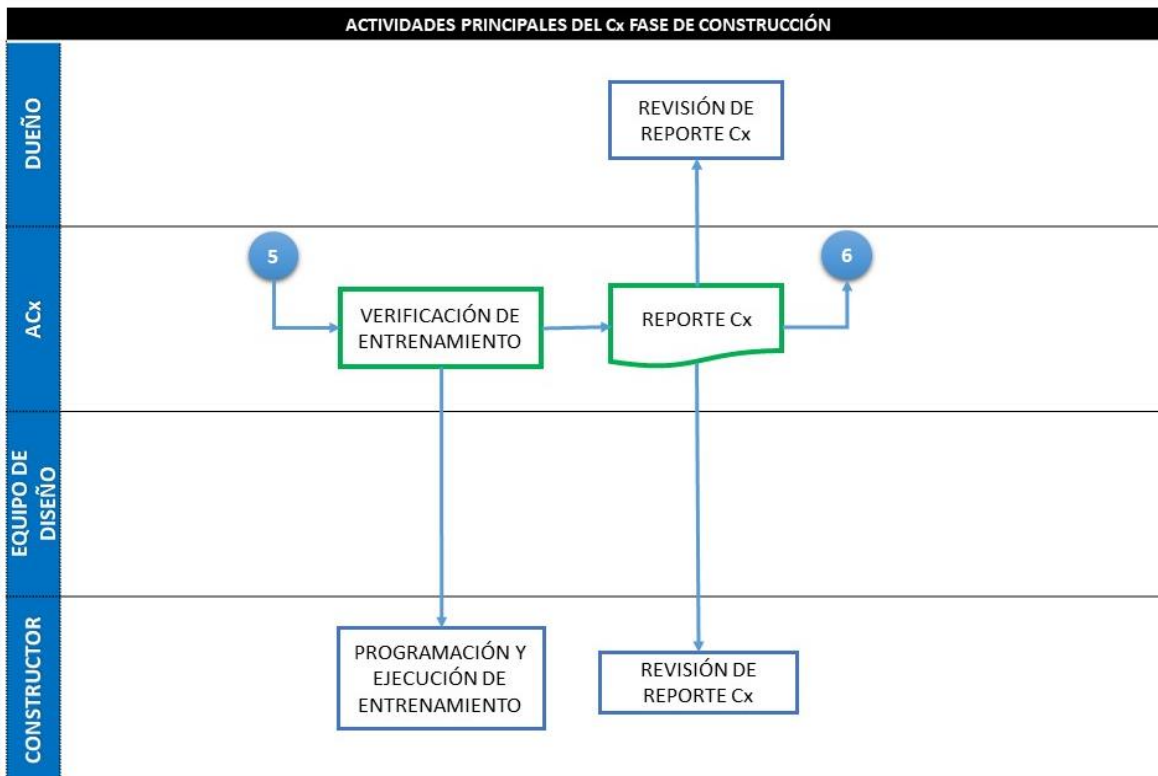 ACTIVIDADES PRINCIPALES DEL Cx FASE DE CONSTRUCCIÓN
DUEÑO
REVISIÓN DE
REPORTE Cx
ACx
5
6
VERIFICACIÓN DE
ENTRENAMIENTO
REPORTE Cx
EQUIPO DE
DISEÑO
CONSTRUCTOR
PROGRAMACIÓN Y
EJECUCIÓN DE
ENTRENAMIENTO
REVISIÓN DE
REPORTE Cx